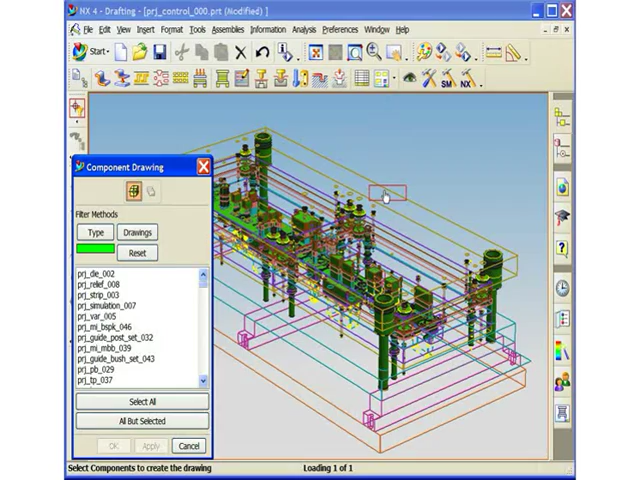 NX 4 - Drafting - [prj_control_000.prt (Modified) ]
File Edit View Insert Format Tools Assemblies Information Analysis Preferences Window Help
Start
SM NX
Component Drawing
Filter Methods
Type Drawings
Reset
prj_die_002
prj_relief_008
prj_strip_003
prj_simulation_007
prj_var_005
prj_mi_bspk_046
prj_guide_post_set_032
prj_mi_mbb_039
prj_guide_bush_set_043
prj_pb_029
prj_tp_037
Select All
All But Selected
OK Apply Cancel
Select Components to create the drawing Loading 1 of 1